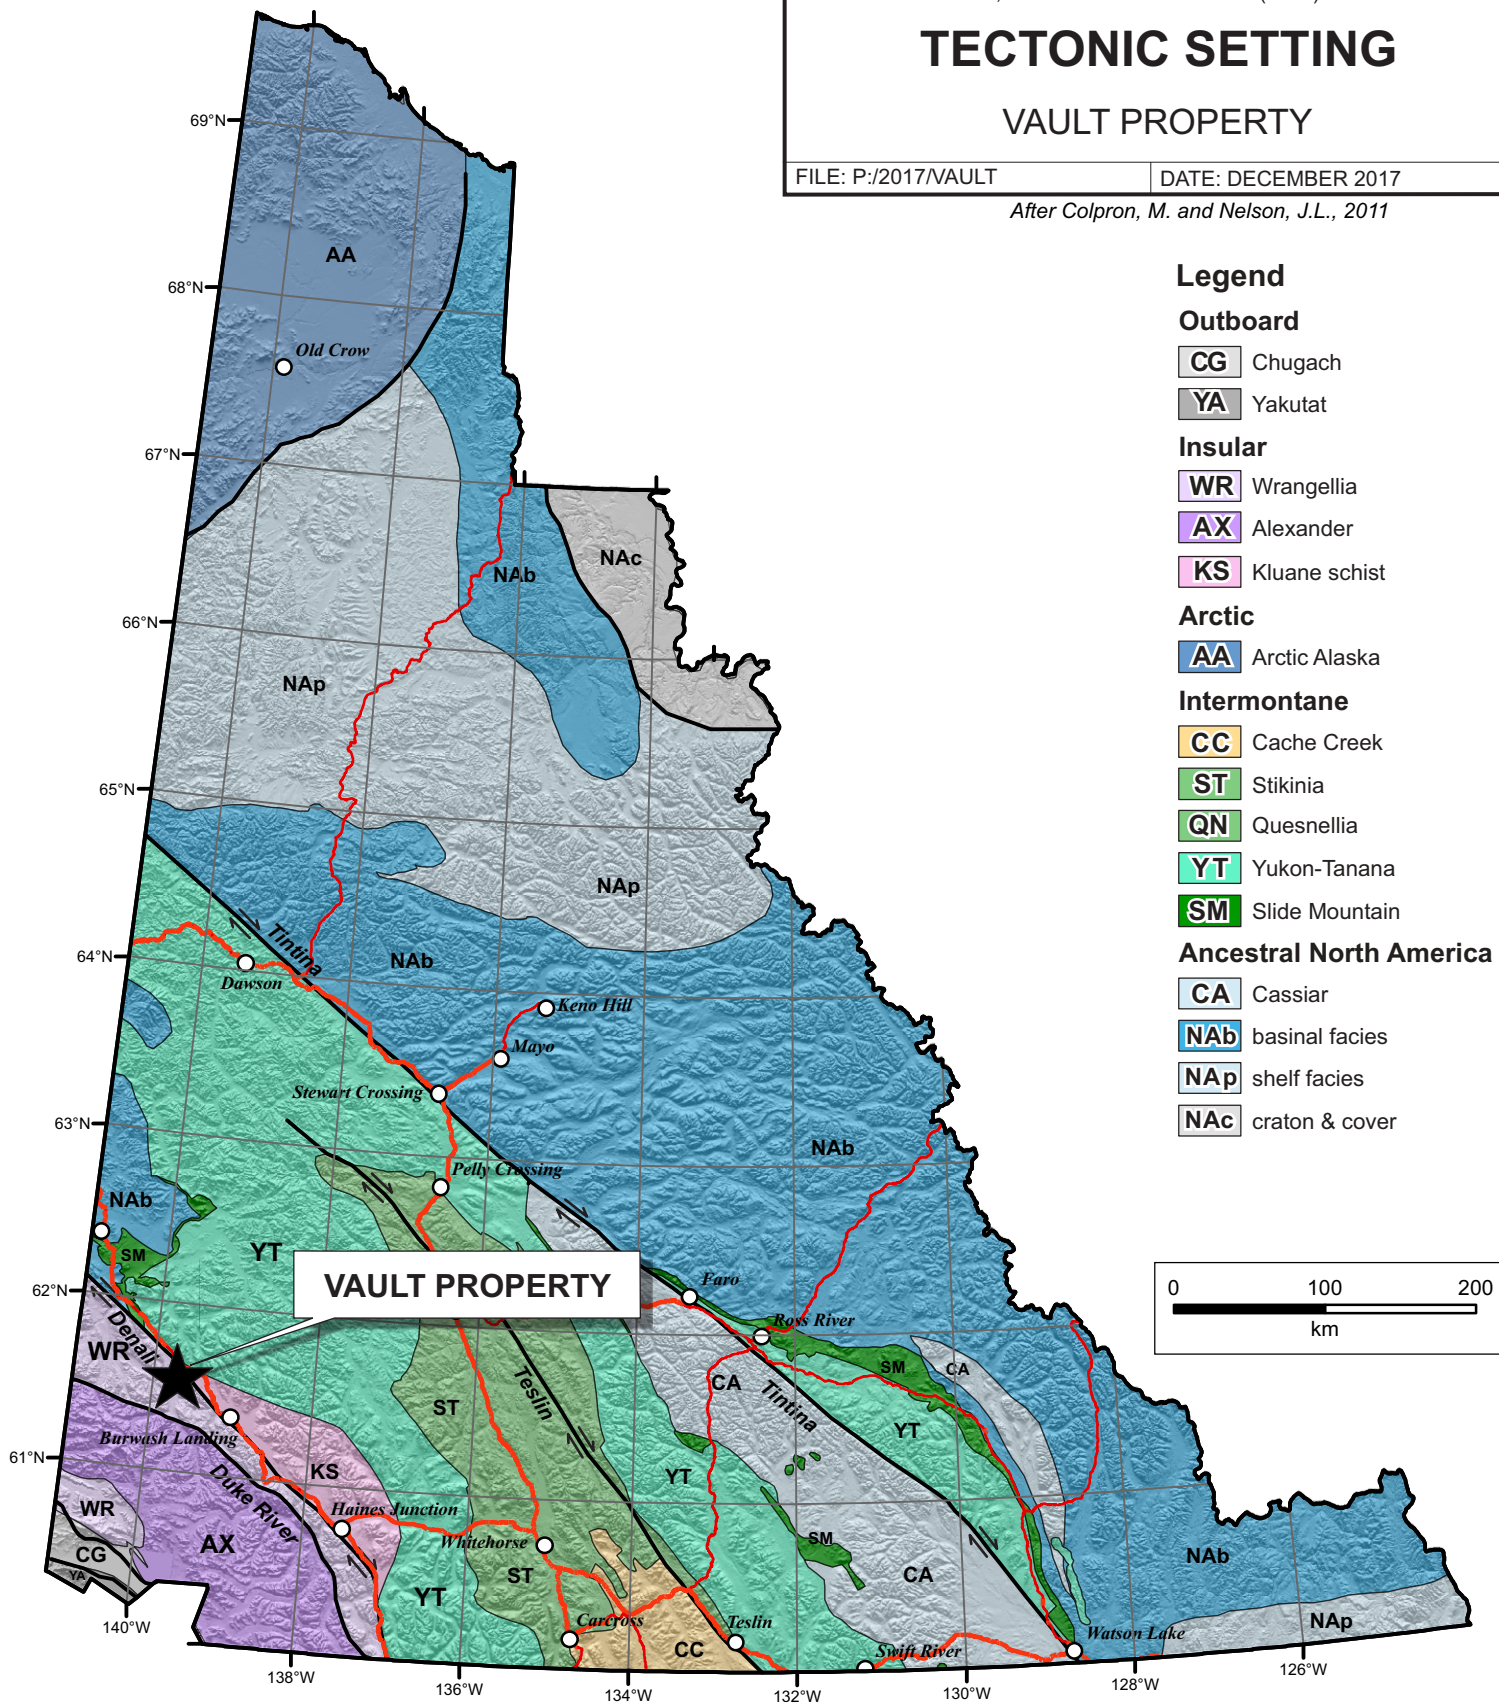 TECTONIC SETTING
VAULT PROPERTY
FILE: P:/2017/VAULT
DATE: DECEMBER 2017
After Colpron, M. and Nelson, J.L., 2011
Legend
Outboard
CG Chugach
YA Yakutat
Insular
WR Wrangellia
AX Alexander
KS Kluane schist
Arctic
AA Arctic Alaska
Intermontane
CC Cache Creek
ST Stikinia
QN Quesnellia
YT Yukon-Tanana
SM Slide Mountain
Ancestral North America
CA Cassiar
NAb basinal facies
NAp shelf facies
NAc craton & cover
0 100 200
km
69°N
AA
68°N
Old Crow
67°N
NAc
NAb
66°N
NAp
65°N
NAp
Tintina
64°N
NAb
Dawson
Keno Hill
Mayo
Stewart Crossing
63°N
NAb
Pelly Crossing
NAb
YT
SM
VAULT PROPERTY
62°N
Faro
Denali
Ross River
WR
SM
CA
CA
Teslin
Tintina
ST
YT
Burwash Landing
61°N
KS
YT
Duke River
WR
Haines Junction
AX
Whitehorse
SM
CG
YA
ST
CA
NAb
YT
Carcross
Teslin
NAp
CC
Swift River
Watson Lake
140°W
138°W
136°W
134°W
132°W
130°W
128°W
126°W